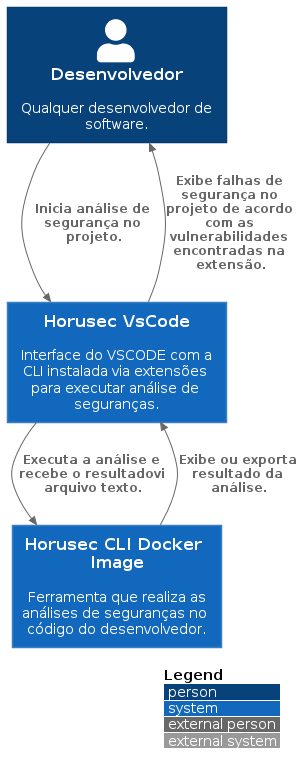 Desenvolvedor
Qualquer desenvolvedor de
software.
Inicia análise de
segurança no
projeto.
Exibe falhas de
segurança no
projeto de acordo
com as
vulnerabilidades
encontradas na
extensão.
Horusec VsCode
Interface do VSCODE com a
CLI instalada via extensões
para executar análise de
seguranças.
Executa a análise e
recebe o resultadovi
arquivo texto.
Exibe ou exporta
resultado da
análise.
Horusec CLI Docker
Image
Ferramenta que realiza as
análises de seguranças no
código do desenvolvedor.
Legend
person
system
external person
external system